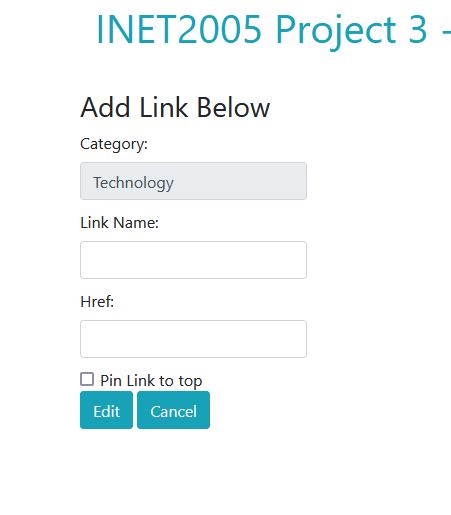 INET2005 Project 3 -
Add Link Below
Category:
Technology
Link Name:
Href:
Pin Link to top
Edit Cancel